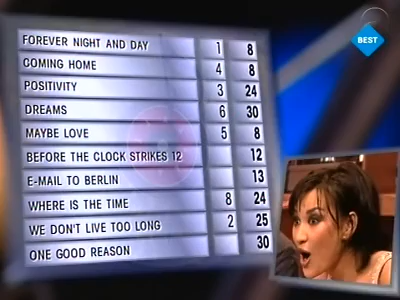 BEST
FOREVER NIGHT AND DAY 1 8
COMING HOME 4 8
POSITIVITY 3 24
DREAMS 6 30
MAYBE LOVE 5 8
BEFORE THE CLOCK STRIKES 12 12
E-MAIL TO BERLIN 13
WHERE IS THE TIME 8 24
WE DON'T LIVE TOO LONG 2 25
ONE GOOD REASON 30